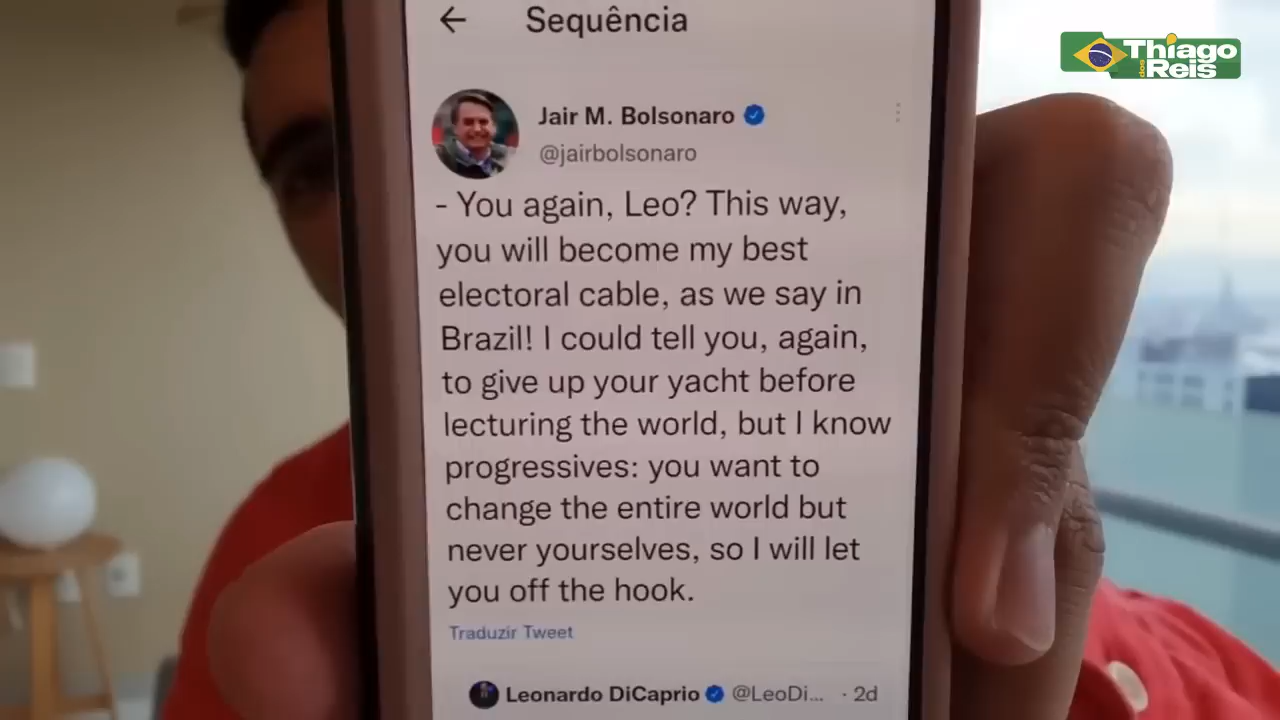 Sequência
Thiago
dos Reis
Jair M. Bolsonaro
@jairbolsonaro
- You again, Leo? This way,
you will become my best
electoral cable, as we say in
Brazil! I could tell you, again,
to give up your yacht before
lecturing the world, but I know
progressives: you want to
change the entire world but
never yourselves, so I will let
you off the hook.
Traduzir Tweet
Leonardo DiCaprio @LeoDi... · 2d